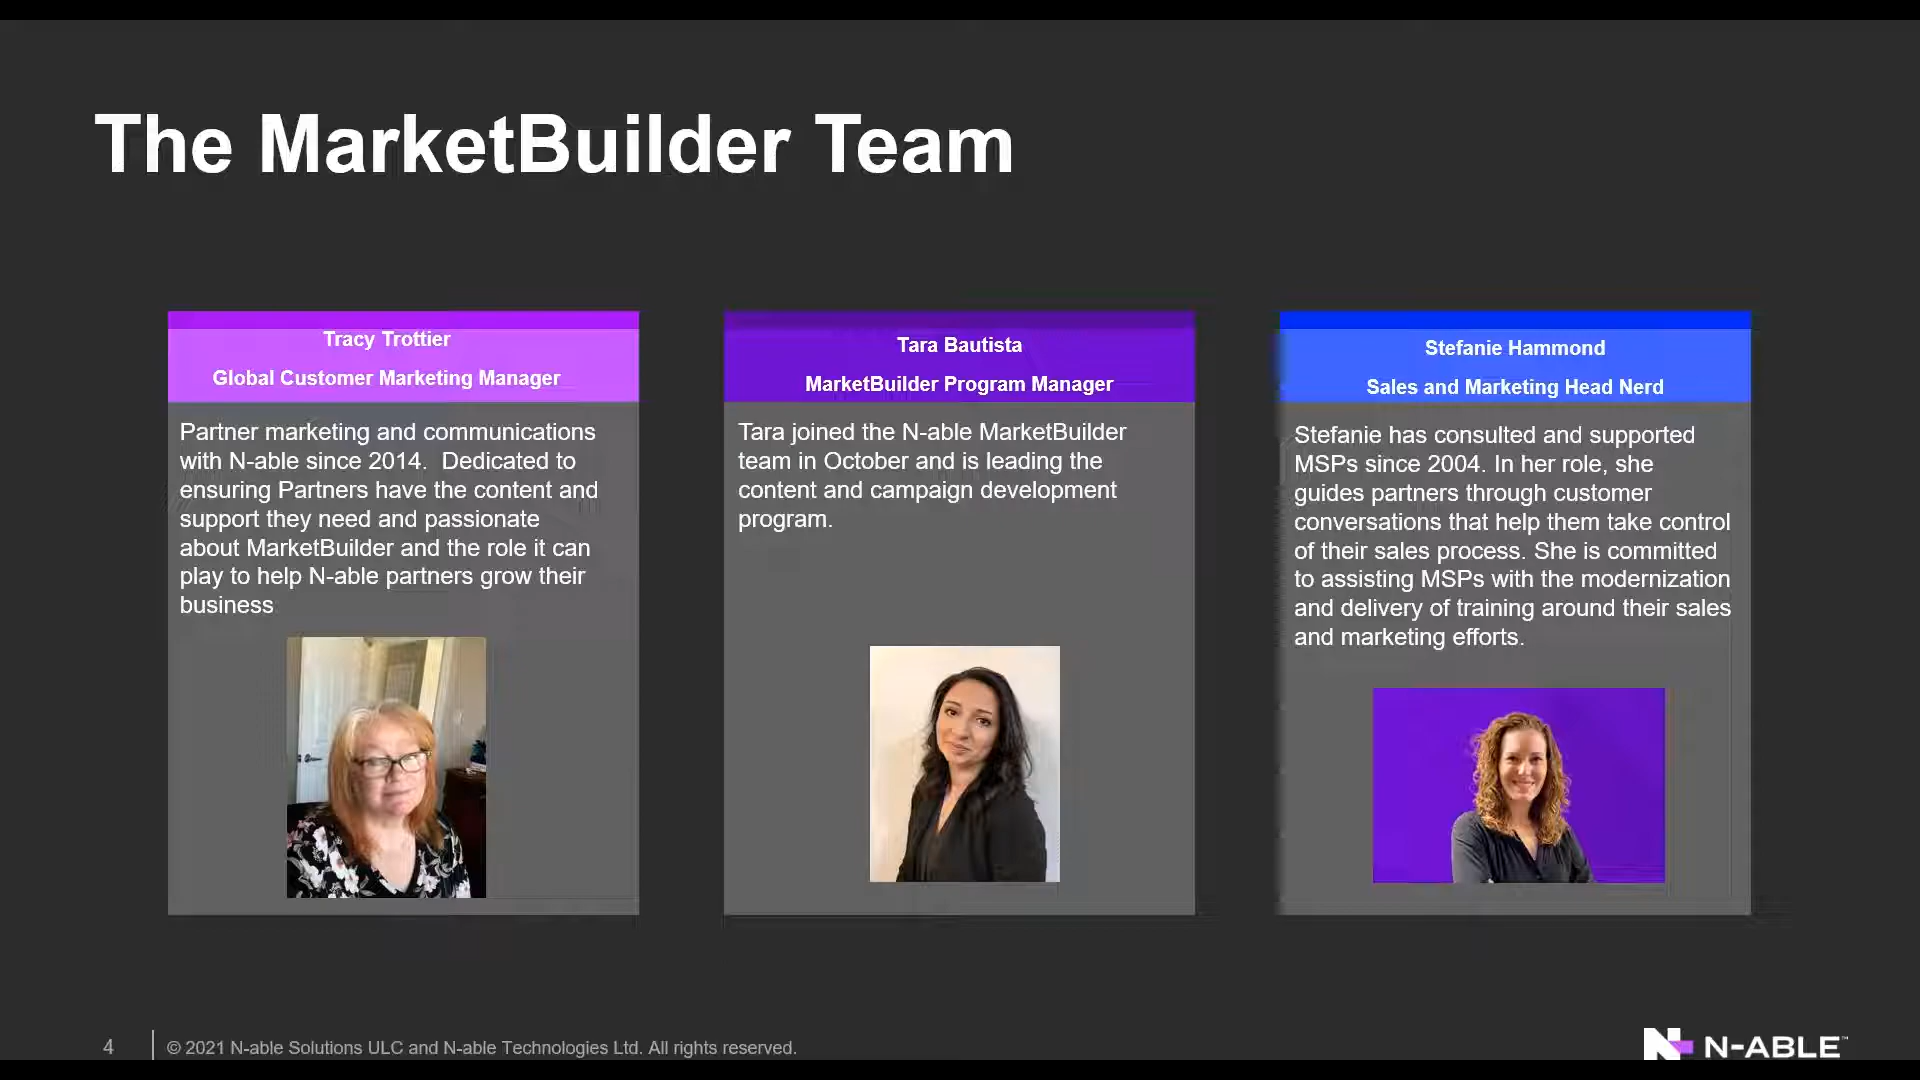 The MarketBuilder Team
Tracy Trottier
Global Customer Marketing Manager
Partner marketing and communications
with N-able since 2014.  Dedicated to
ensuring Partners have the content and
support they need and passionate
about MarketBuilder and the role it can
play to help N-able partners grow their
business
Tara Bautista
MarketBuilder Program Manager
Tara joined the N-able MarketBuilder
team in October and is leading the
content and campaign development
program.
Stefanie Hammond
Sales and Marketing Head Nerd
Stefanie has consulted and supported
MSPs since 2004. In her role, she
guides partners through customer
conversations that help them take control
of their sales process. She is committed
to assisting MSPs with the modernization
and delivery of training around their sales
and marketing efforts.
4
© 2021 N-able Solutions ULC and N-able Technologies Ltd. All rights reserved.
N-ABLE™